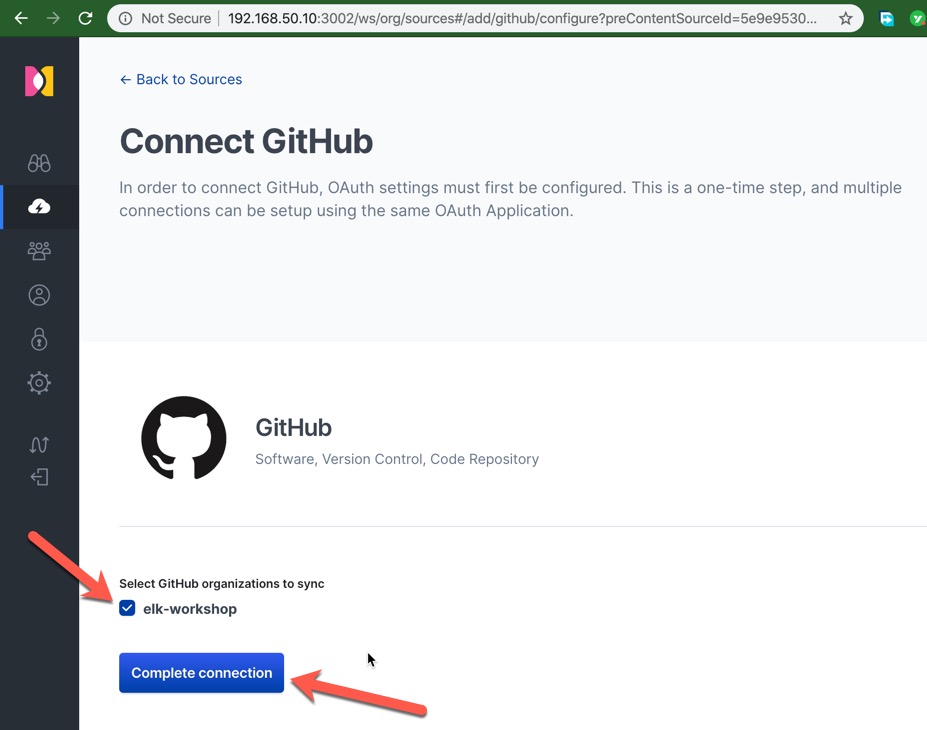 Not Secure | 192.168.50.10:3002/ws/org/sources#/add/github/configure?preContentSourceId=5e9e9530...
← Back to Sources
Connect GitHub
In order to connect GitHub, OAuth settings must first be configured. This is a one-time step, and multiple
connections can be setup using the same OAuth Application.
GitHub
Software, Version Control, Code Repository
Select GitHub organizations to sync
elk-workshop
Complete connection